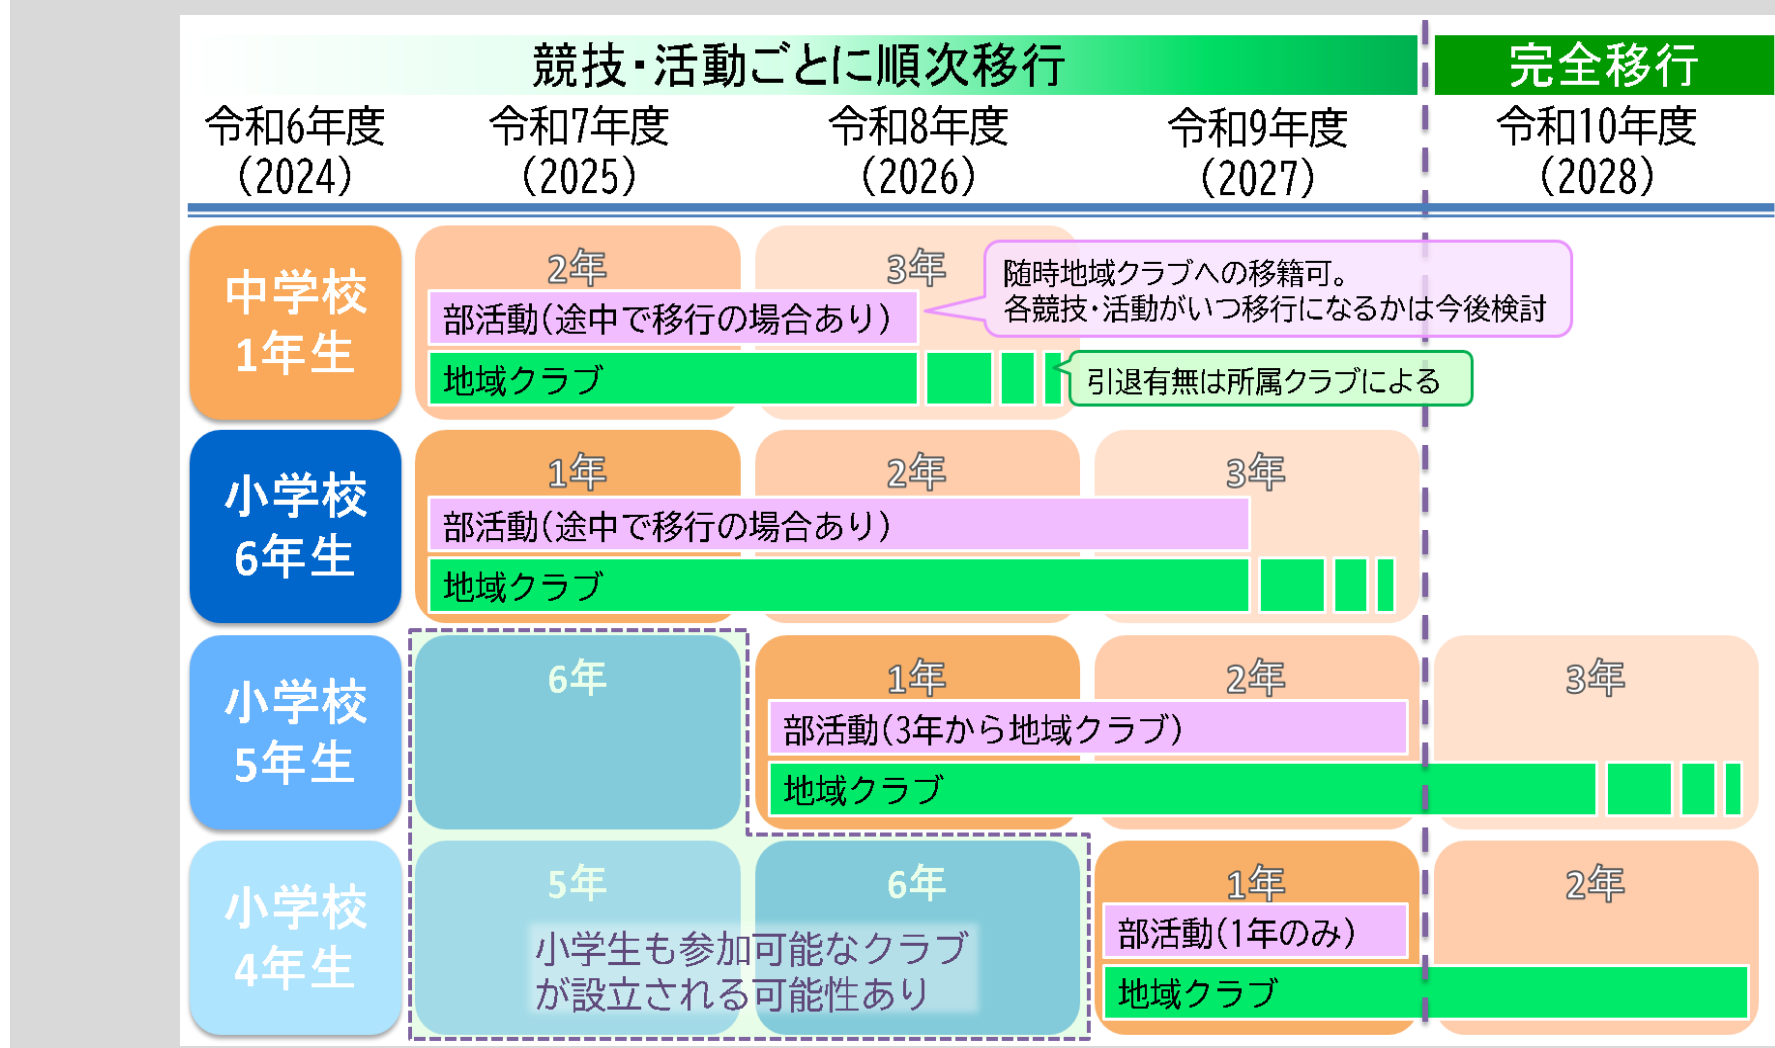 競技・活動ごとに順次移行
完全移行
令和6年度
(2024)
令和7年度
(2025)
令和8年度
(2026)
令和9年度
(2027)
令和10年度
(2028)
中学校
1年生
2年
3年
部活動(途中で移行の場合あり)
地域クラブ
随時地域クラブへの移籍可。
各競技・活動がいつ移行になるかは今後検討
引退有無は所属クラブによる
小学校
6年生
1年
2年
3年
部活動(途中で移行の場合あり)
地域クラブ
小学校
5年生
6年
1年
2年
3年
部活動(3年から地域クラブ)
地域クラブ
小学校
4年生
5年
6年
1年
2年
小学生も参加可能なクラブ
が設立される可能性あり
部活動(1年のみ)
地域クラブ